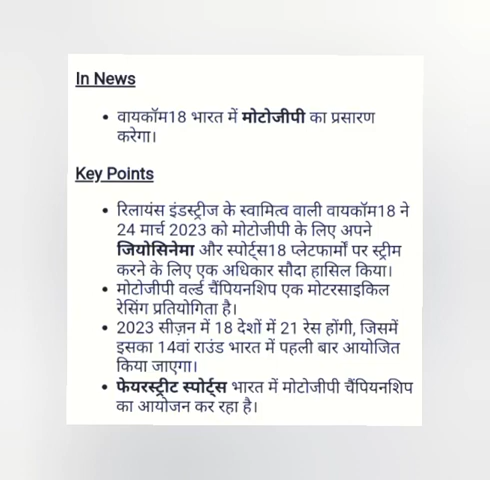 In News
• वायकॉम18 भारत में मोटोजीपी का प्रसारण
करेगा।
Key Points
• रिलायंस इंडस्ट्रीज के स्वामित्व वाली वायकॉम18 ने
24 मार्च 2023 को मोटोजीपी के लिए अपने
जियोसिनेमा और स्पोर्ट्स18 प्लेटफार्मों पर स्ट्रीम
करने के लिए एक अधिकार सौदा हासिल किया।
• मोटोजीपी वर्ल्ड चैंपियनशिप एक मोटरसाइकिल
रेसिंग प्रतियोगिता है।
• 2023 सीज़न में 18 देशों में 21 रेस होंगी, जिसमें
इसका 14वां राउंड भारत में पहली बार आयोजित
किया जाएगा।
• फेयरस्ट्रीट स्पोर्ट्स भारत में मोटोजीपी चैंपियनशिप
का आयोजन कर रहा है।